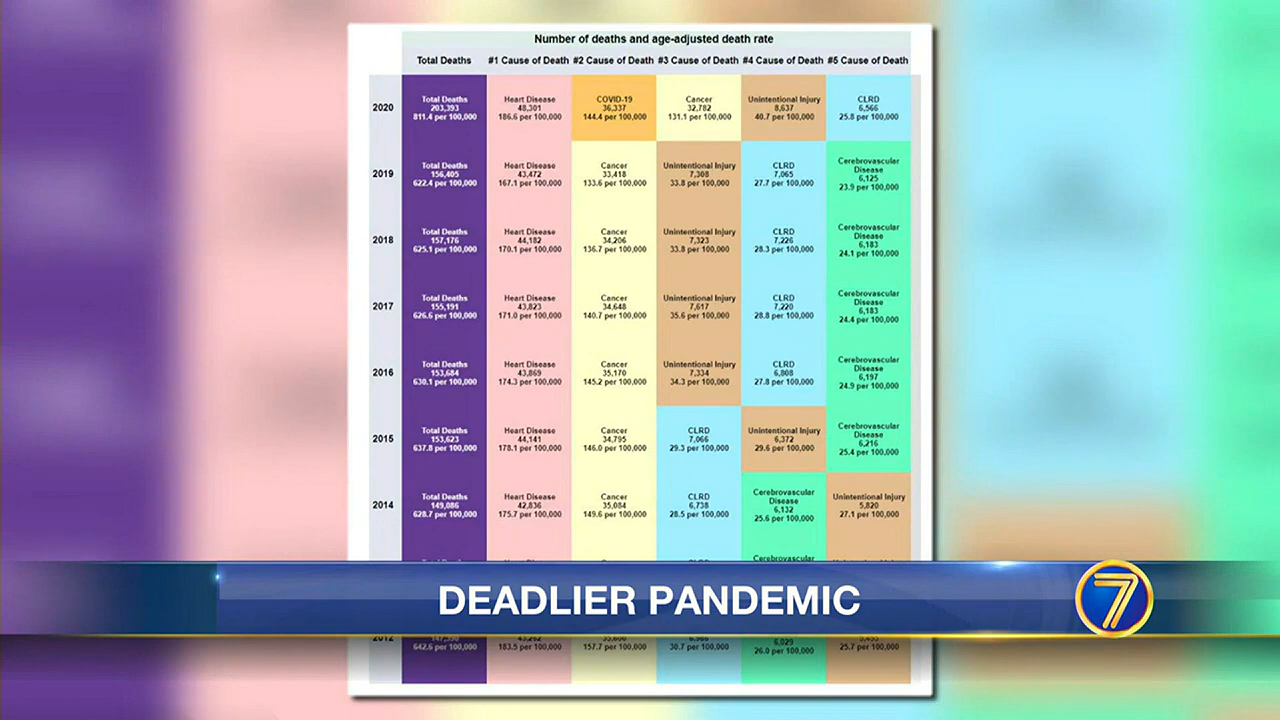 Number of deaths and age-adjusted death rate
Total Deaths #1 Cause of Death #2 Cause of Death #3 Cause of Death #4 Cause of Death #5 Cause of Death
2020
Total Deaths
203,393
811.4 per 100,000
Heart Disease
48,301
186.6 per 100,000
COVID-19
36,337
144.4 per 100,000
Cancer
32,782
131.1 per 100,000
Unintentional Injury
8,637
40.7 per 100,000
CLRD
6,566
25.8 per 100,000
2019
Total Deaths
156,405
622.4 per 100,000
Heart Disease
43,472
167.1 per 100,000
Cancer
33,418
133.6 per 100,000
Unintentional Injury
7,308
33.8 per 100,000
CLRD
7,065
27.7 per 100,000
Cerebrovascular
Disease
6,125
23.9 per 100,000
2018
Total Deaths
157,176
625.1 per 100,000
Heart Disease
44,182
170.1 per 100,000
Cancer
34,206
136.7 per 100,000
Unintentional Injury
7,323
33.8 per 100,000
CLRD
7,226
28.3 per 100,000
Cerebrovascular
Disease
6,183
24.1 per 100,000
2017
Total Deaths
155,191
626.6 per 100,000
Heart Disease
43,823
171.0 per 100,000
Cancer
34,648
140.7 per 100,000
Unintentional Injury
7,617
35.6 per 100,000
CLRD
7,220
28.8 per 100,000
Cerebrovascular
Disease
6,183
24.4 per 100,000
2016
Total Deaths
153,684
630.1 per 100,000
Heart Disease
43,869
174.3 per 100,000
Cancer
35,170
145.2 per 100,000
Unintentional Injury
7,334
34.3 per 100,000
CLRD
6,808
27.8 per 100,000
Cerebrovascular
Disease
6,197
24.9 per 100,000
2015
Total Deaths
153,623
637.8 per 100,000
Heart Disease
44,141
178.1 per 100,000
Cancer
34,795
146.0 per 100,000
CLRD
7,066
29.3 per 100,000
Unintentional Injury
6,372
29.6 per 100,000
Cerebrovascular
Disease
6,216
25.4 per 100,000
2014
Total Deaths
149,086
628.7 per 100,000
Heart Disease
42,836
175.7 per 100,000
Cancer
35,084
149.6 per 100,000
CLRD
6,738
28.5 per 100,000
Cerebrovascular
Disease
6,132
25.6 per 100,000
Unintentional Injury
5,820
27.1 per 100,000
Cerebrovascular
DEADLIER PANDEMIC
7
2012
642.6 per 100,000
183.5 per 100,000
157.7 per 100,000
30.7 per 100,000
6,029
26.0 per 100,000
25.7 per 100,000